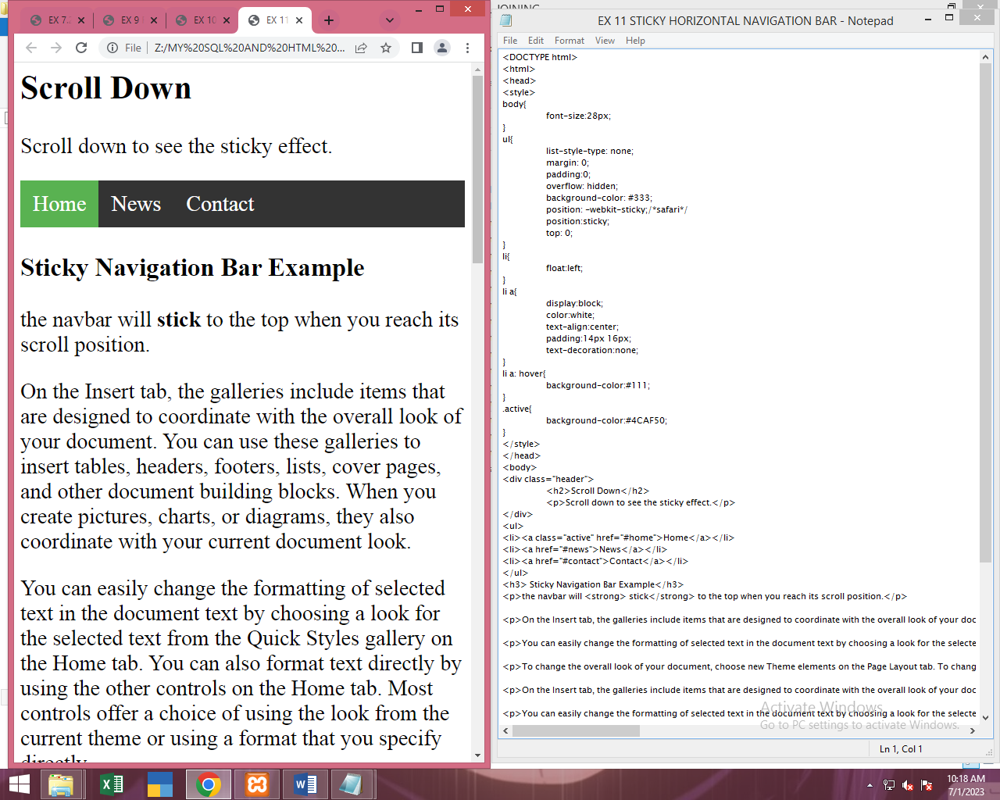 EX 7.
EX 9
EX 10
EX 11
File
Z:/MY%20SQL%20AND%20HTML%20...
Scroll Down
Scroll down to see the sticky effect.
Home News Contact
Sticky Navigation Bar Example
the navbar will stick to the top when you reach its
scroll position.
On the Insert tab, the galleries include items that
are designed to coordinate with the overall look of
your document. You can use these galleries to
insert tables, headers, footers, lists, cover pages,
and other document building blocks. When you
create pictures, charts, or diagrams, they also
coordinate with your current document look.
You can easily change the formatting of selected
text in the document text by choosing a look for
the selected text from the Quick Styles gallery on
the Home tab. You can also format text directly by
using the other controls on the Home tab. Most
controls offer a choice of using the look from the
current theme or using a format that you specify
directly
JOINING
EX 11 STICKY HORIZONTAL NAVIGATION BAR - Notepad
File Edit Format View Help
<DOCTYPE html>
<html>
<head>
<style>
body{
font-size:28px;
}
ul{
list-style-type: none;
margin: 0;
padding:0;
overflow: hidden;
background-color: #333;
position: -webkit-sticky;/*safari*/
position:sticky;
top: 0;
}
li{
float:left;
}
li a{
display:block;
color:white;
text-align:center;
padding:14px 16px;
text-decoration:none;
}
li a: hover{
background-color:#111;
}
.active{
background-color:#4CAF50;
}
</style>
</head>
<body>
<div class="header">
<h2>Scroll Down</h2>
<p>Scroll down to see the sticky effect.</p>
</div>
<ul>
<li><a class="active" href="#home">Home</a></li>
<li><a href="#news">News</a></li>
<li><a href="#contact">Contact</a></li>
</ul>
<h3> Sticky Navigation Bar Example</h3>
<p>the navbar will <strong> stick</strong> to the top when you reach its scroll position.</p>
<p>On the Insert tab, the galleries include items that are designed to coordinate with the overall look of your doc
<p>You can easily change the formatting of selected text in the document text by choosing a look for the selecte
<p>To change the overall look of your document, choose new Theme elements on the Page Layout tab. To chang
<p>On the Insert tab, the galleries include items that are designed to coordinate with the overall look of your doc
<p>You can easily change the formatting of selected text in the document text by choosing a look for the selecte
Activate Windows
Go to PC settings to activate Windows.
Ln 1, Col 1
10:18 AM
7/1/2023